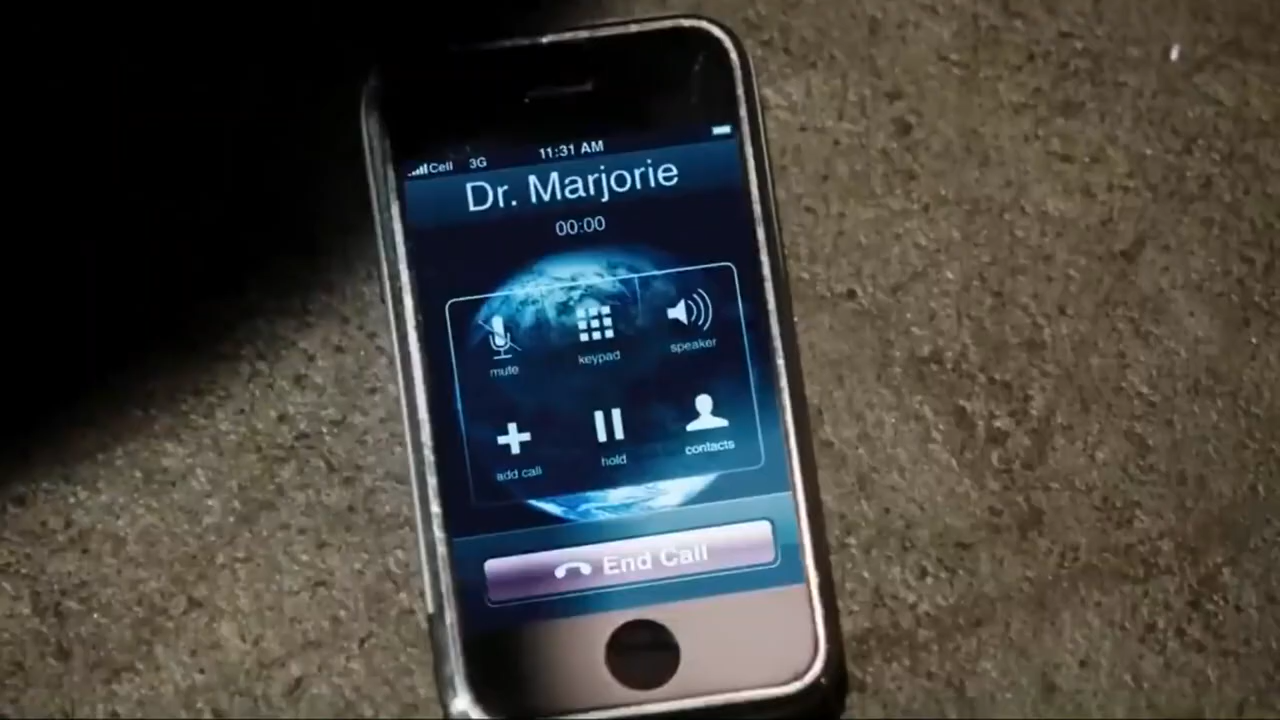 Cell 3G 11:31 AM
Dr. Marjorie
00:00
mute keypad speaker
add call hold contacts
End Call